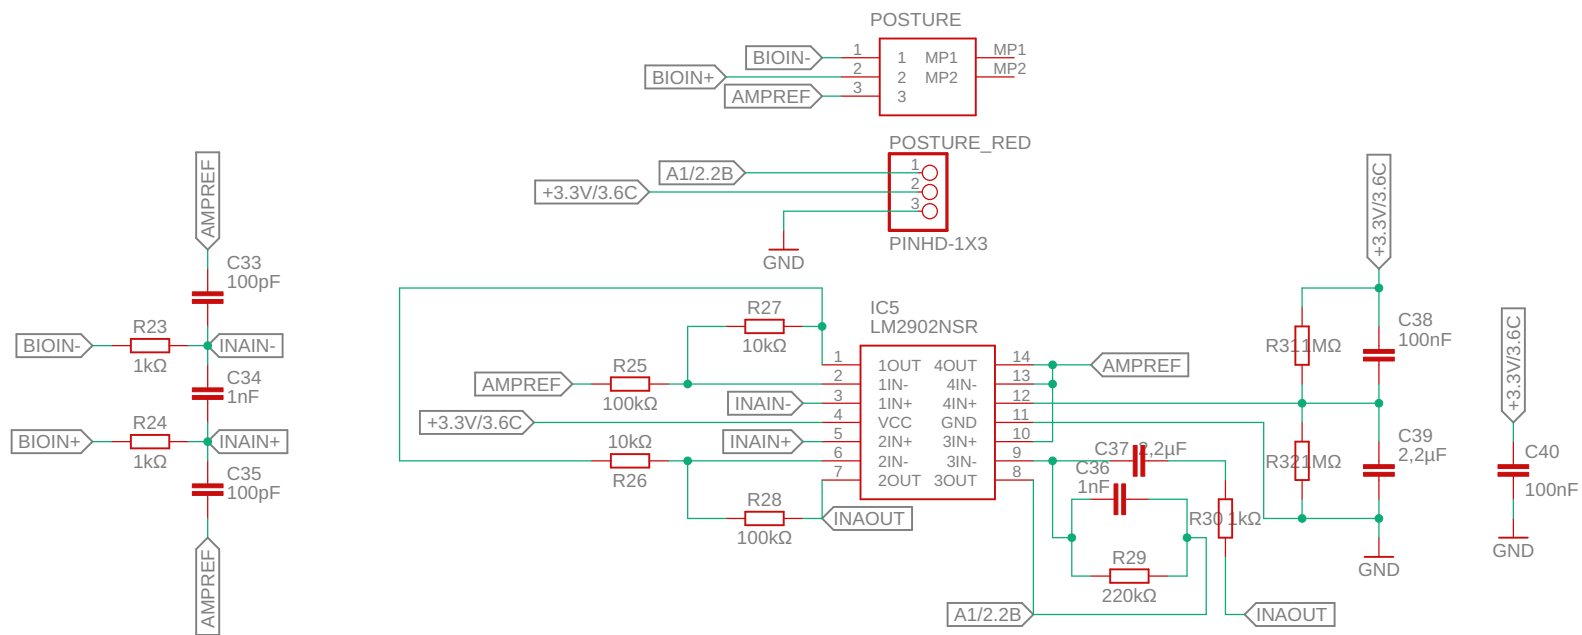 POSTURE
BIOIN- 1 1 MP1 MP1
BIOIN+ 2 2 MP2 MP2
AMPREF 3 3
POSTURE_RED
A1/2.2B 1
+3.3V/3.6C 2
3
PINHD-1X3
GND
AMPREF
C33
100pF
R23
BIOIN- INAIN-
1kΩ
C34
1nF
R24
BIOIN+ INAIN+
1kΩ
C35
100pF
AMPREF
R27
10kΩ
R25
AMPREF
100kΩ
INAIN-
+3.3V/3.6C
INAIN+
10kΩ
R26
R28
100kΩ
INAOUT
IC5
LM2902NSR
1 1OUT 4OUT 14
2 1IN- 4IN- 13
3 1IN+ 4IN+ 12
4 VCC GND 11
5 2IN+ 3IN+ 10
6 2IN- 3IN- 9
7 2OUT 3OUT 8
AMPREF
C37 2,2µF
C36
1nF
R30 1kΩ
R29
220kΩ
A1/2.2B
INAOUT
+3.3V/3.6C
R31 1MΩ
C38
100nF
R32 1MΩ
C39
2,2µF
GND
+3.3V/3.6C
C40
100nF
GND